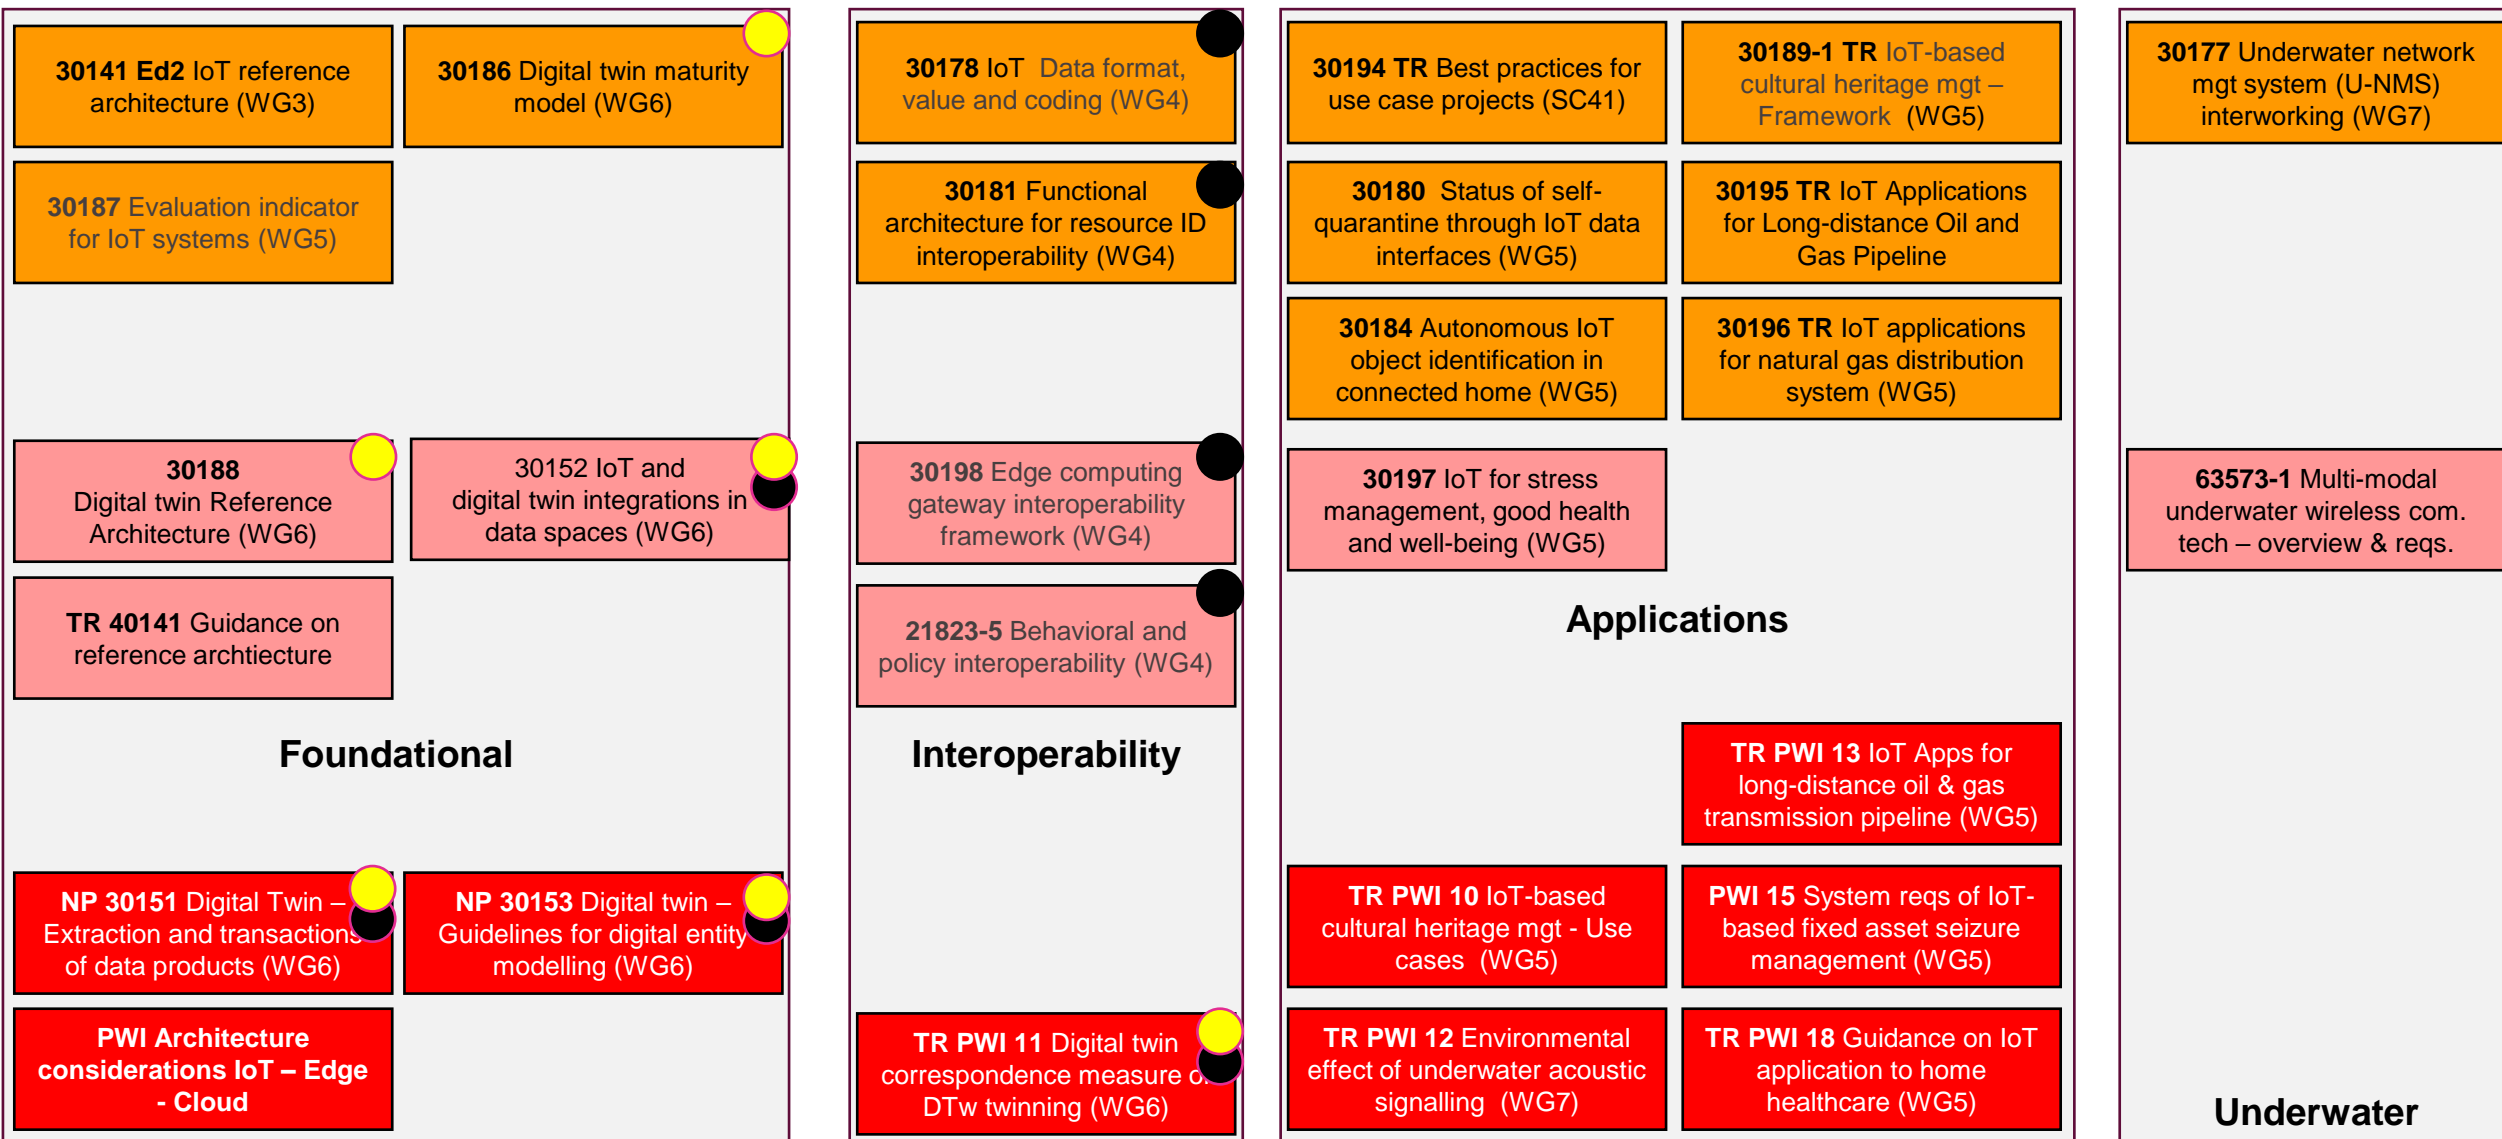 30141 Ed2 IoT reference
architecture (WG3)
30186 Digital twin maturity
model (WG6)
30187 Evaluation indicator
for IoT systems (WG5)
30188
Digital twin Reference
Architecture (WG6)
30152 IoT and
digital twin integrations in
data spaces (WG6)
TR 40141 Guidance on
reference archtiecture
Foundational
NP 30151 Digital Twin –
Extraction and transactions
of data products (WG6)
NP 30153 Digital twin –
Guidelines for digital entity
modelling (WG6)
PWI Architecture
considerations IoT – Edge
- Cloud
30178 IoT  Data format,
value and coding (WG4)
30181 Functional
architecture for resource ID
interoperability (WG4)
30198 Edge computing
gateway interoperability
framework (WG4)
21823-5 Behavioral and
policy interoperability (WG4)
Interoperability
TR PWI 11 Digital twin
correspondence measure of
DTw twinning (WG6)
30194 TR Best practices for
use case projects (SC41)
30189-1 TR IoT-based
cultural heritage mgt –
Framework  (WG5)
30180  Status of self-
quarantine through IoT data
interfaces (WG5)
30195 TR IoT Applications
for Long-distance Oil and
Gas Pipeline
30184 Autonomous IoT
object identification in
connected home (WG5)
30196 TR IoT applications
for natural gas distribution
system (WG5)
30197 IoT for stress
management, good health
and well-being (WG5)
Applications
TR PWI 13 IoT Apps for
long-distance oil & gas
transmission pipeline (WG5)
TR PWI 10 IoT-based
cultural heritage mgt - Use
cases  (WG5)
PWI 15 System reqs of IoT-
based fixed asset seizure
management (WG5)
TR PWI 12 Environmental
effect of underwater acoustic
signalling  (WG7)
TR PWI 18 Guidance on IoT
application to home
healthcare (WG5)
30177 Underwater network
mgt system (U-NMS)
interworking (WG7)
63573-1 Multi-modal
underwater wireless com.
tech – overview & reqs.
Underwater